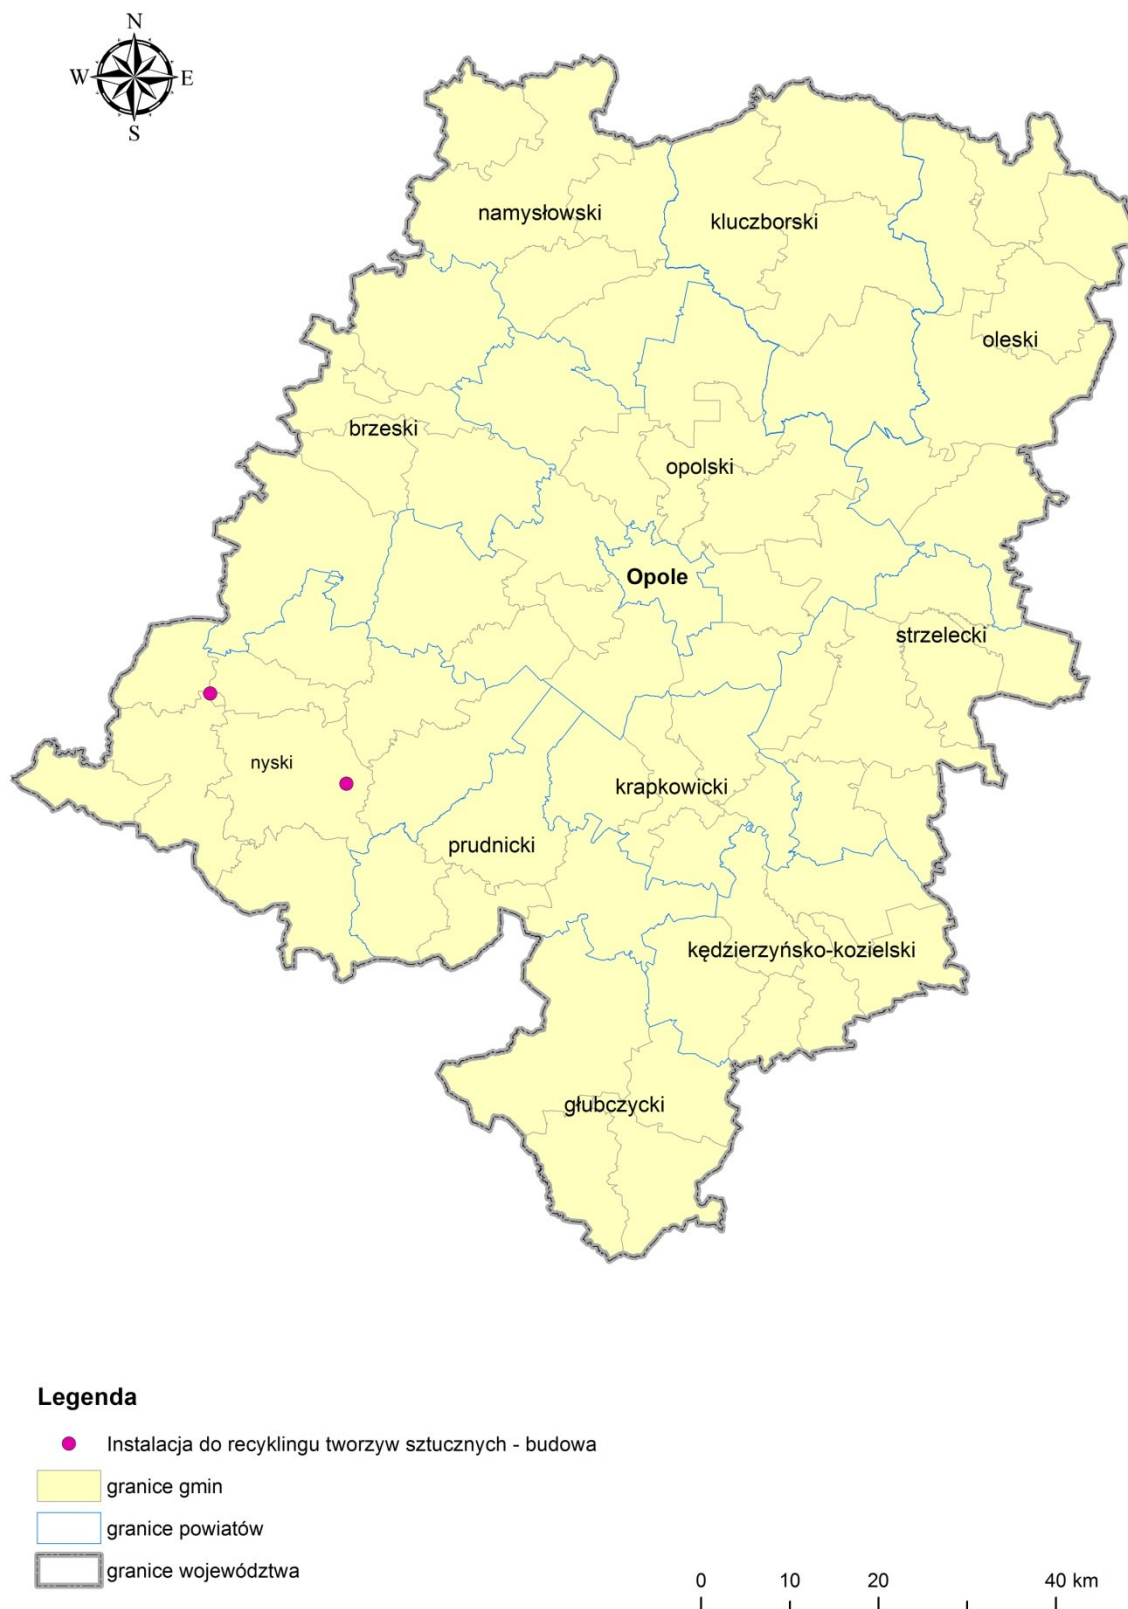 N
W E
S
namysłowski
kluczborski
oleski
brzeski
opolski
Opole
strzelecki
nyski
krapkowicki
prudnicki
kędzierzyńsko-kozielski
głubczycki
Legenda
Instalacja do recyklingu tworzyw sztucznych - budowa
granice gmin
granice powiatów
granice województwa
0 10 20 40 km